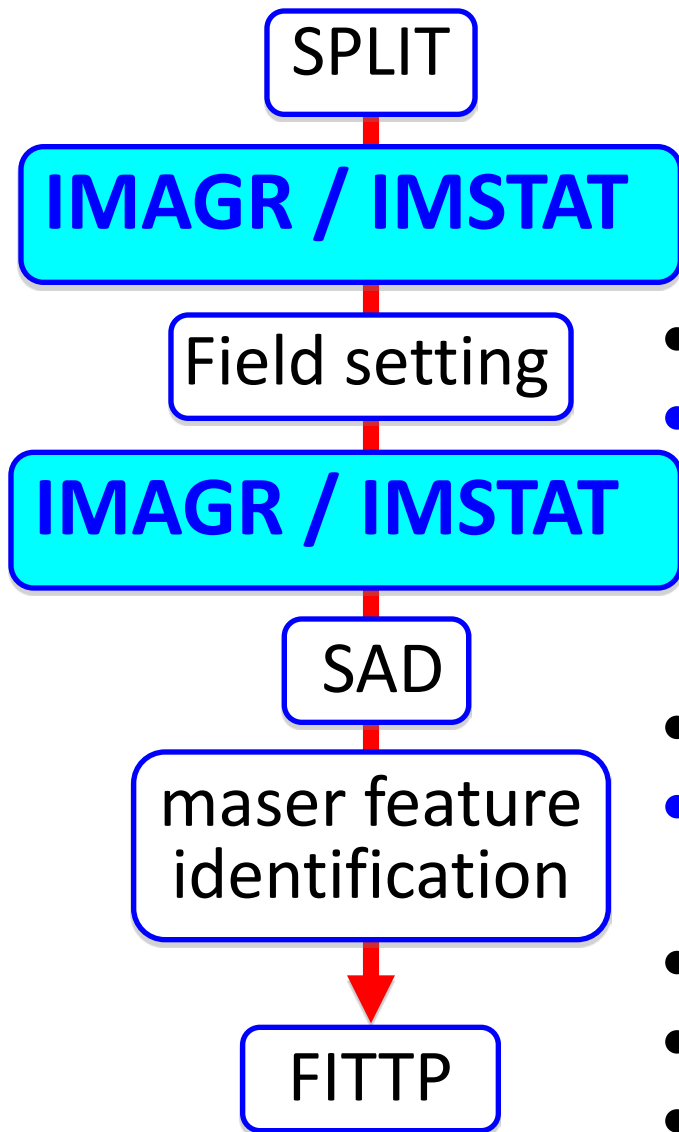 SPLIT
IMAGR / IMSTAT
Field setting
IMAGR / IMSTAT
SAD
maser feature
identification
FITTP